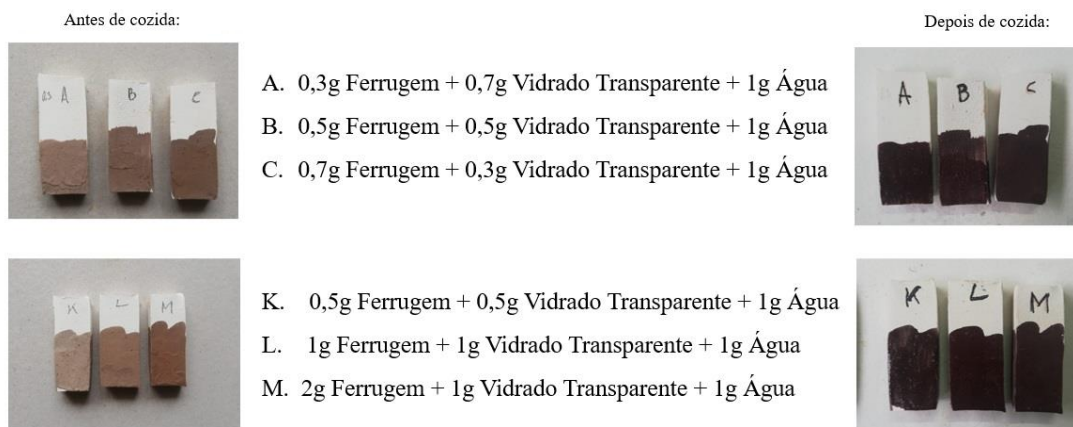 Antes de cozida:
Depois de cozida:
A B C
A. 0,3g Ferrugem + 0,7g Vidrado Transparente + 1g Água
B. 0,5g Ferrugem + 0,5g Vidrado Transparente + 1g Água
C. 0,7g Ferrugem + 0,3g Vidrado Transparente + 1g Água
A B C
K L M
K. 0,5g Ferrugem + 0,5g Vidrado Transparente + 1g Água
L. 1g Ferrugem + 1g Vidrado Transparente + 1g Água
M. 2g Ferrugem + 1g Vidrado Transparente + 1g Água
K L M